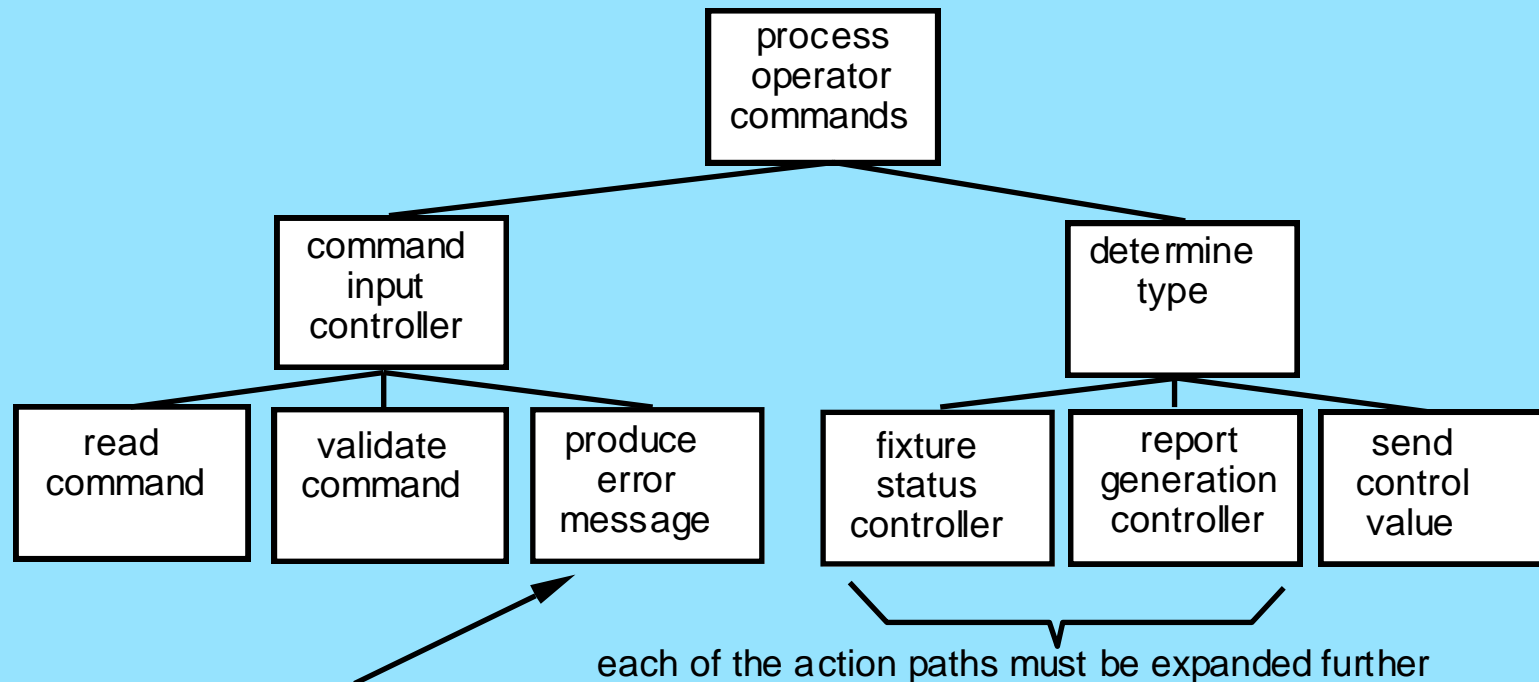 process
operator
commands
command
input
controller
determine
type
read
command
validate
command
produce
error
message
fixture
status
controller
report
generation
controller
send
control
value
each of the action paths must be expanded further